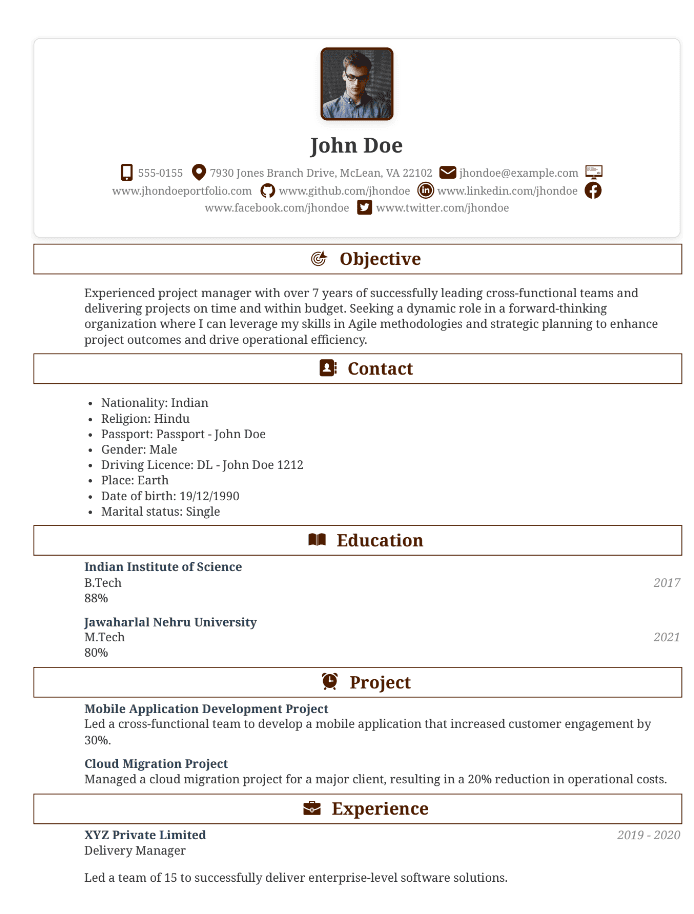 John Doe
555-0155 7930 Jones Branch Drive, McLean, VA 22102 jhondoe@example.com
www.jhondoeportfolio.com www.github.com/jhondoe www.linkedin.com/jhondoe
www.facebook.com/jhondoe www.twitter.com/jhondoe
Objective
Experienced project manager with over 7 years of successfully leading cross-functional teams and
delivering projects on time and within budget. Seeking a dynamic role in a forward-thinking
organization where I can leverage my skills in Agile methodologies and strategic planning to enhance
project outcomes and drive operational efficiency.
Contact
• Nationality: Indian
• Religion: Hindu
• Passport: Passport - John Doe
• Gender: Male
• Driving Licence: DL - John Doe 1212
• Place: Earth
• Date of birth: 19/12/1990
• Marital status: Single
Education
Indian Institute of Science
B.Tech 2017
88%
Jawaharlal Nehru University
M.Tech 2021
80%
Project
Mobile Application Development Project
Led a cross-functional team to develop a mobile application that increased customer engagement by
30%.
Cloud Migration Project
Managed a cloud migration project for a major client, resulting in a 20% reduction in operational costs.
Experience
XYZ Private Limited 2019 - 2020
Delivery Manager
Led a team of 15 to successfully deliver enterprise-level software solutions.